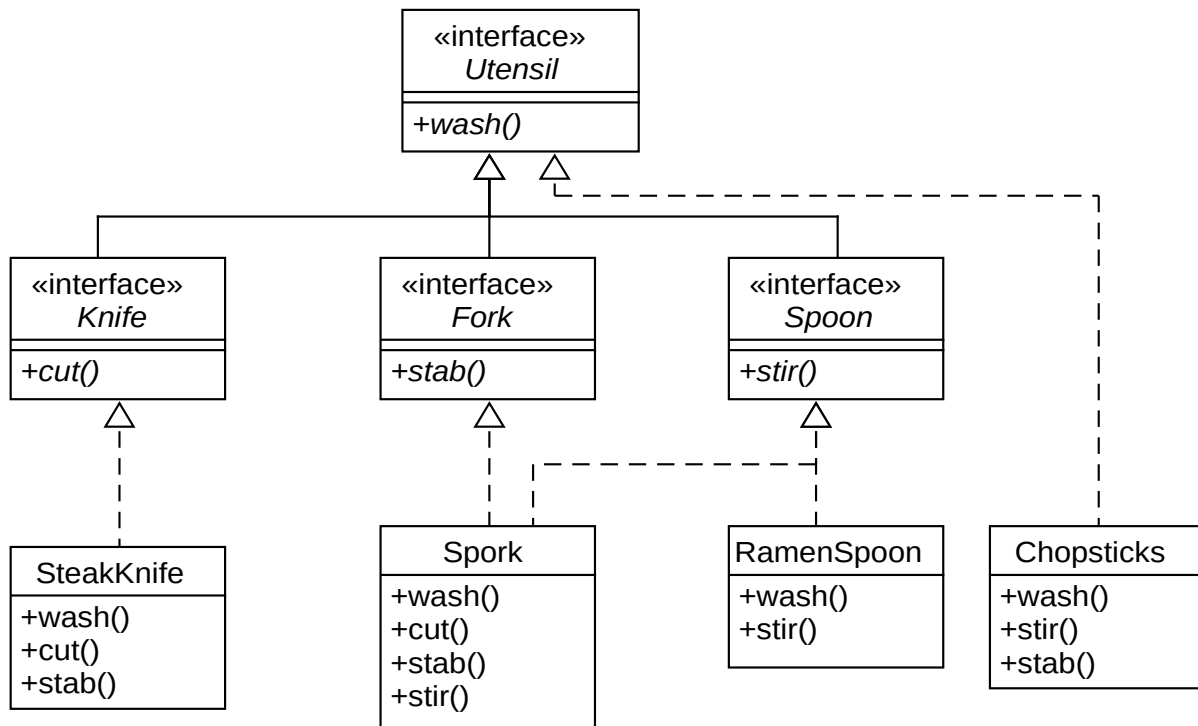 «interface»
Utensil
+wash()
«interface»
Knife
+cut()
«interface»
Fork
+stab()
«interface»
Spoon
+stir()
SteakKnife
+wash()
+cut()
+stab()
Spork
+wash()
+cut()
+stab()
+stir()
RamenSpoon
+wash()
+stir()
Chopsticks
+wash()
+stir()
+stab()